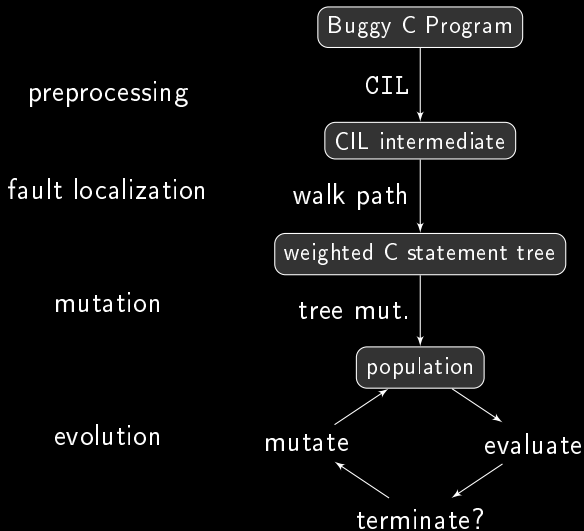 Buggy C Program
preprocessing
CIL
CIL intermediate
fault localization
walk path
weighted C statement tree
mutation
tree mut.
population
evolution
mutate
evaluate
terminate?